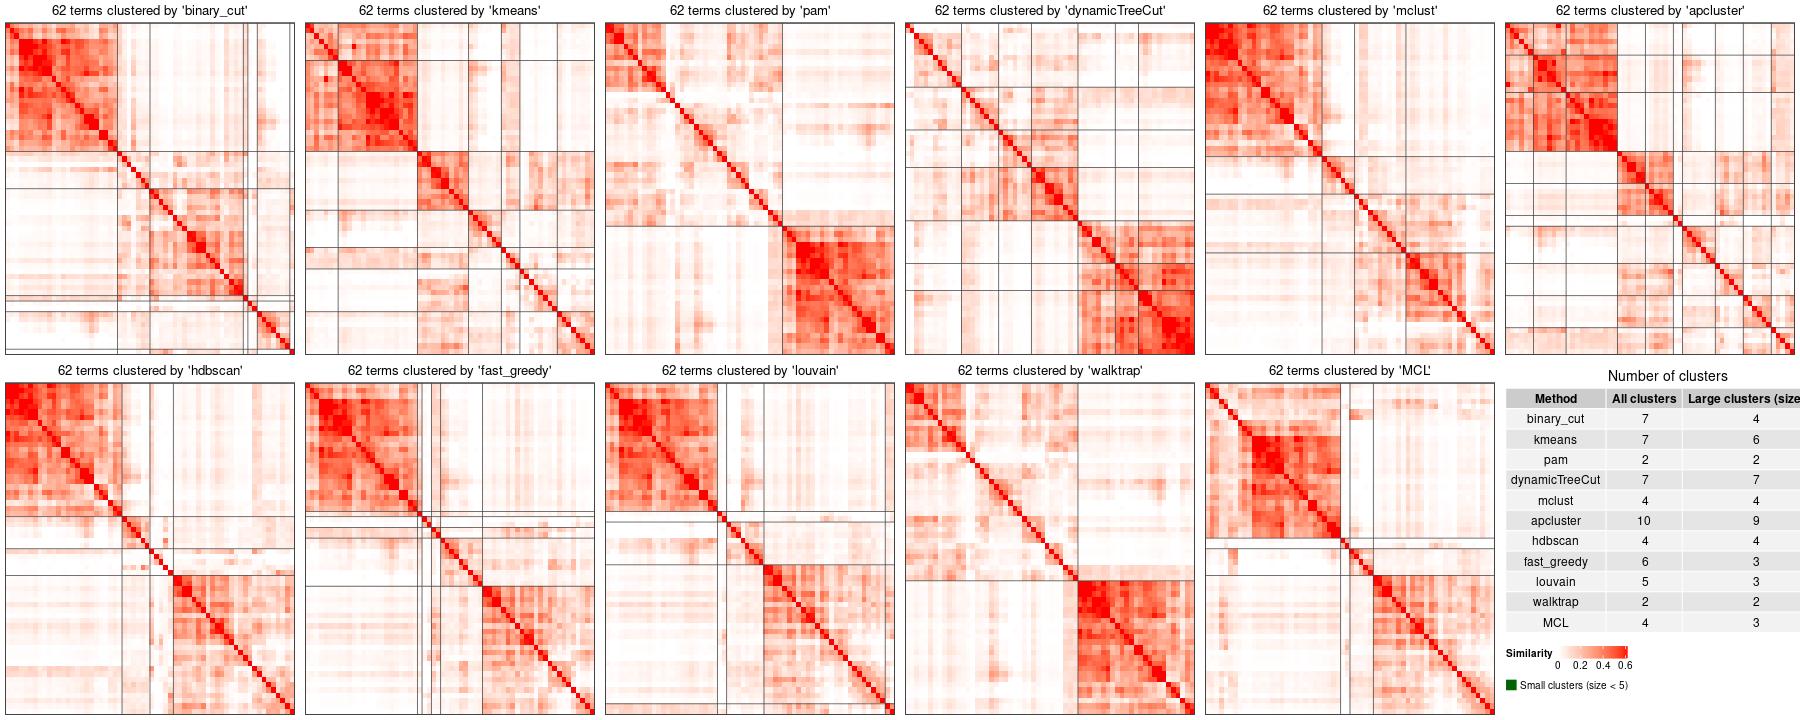 62 terms clustered by 'binary_cut'
62 terms clustered by 'kmeans'
62 terms clustered by 'pam'
62 terms clustered by 'dynamicTreeCut'
62 terms clustered by 'mclust'
62 terms clustered by 'apcluster'
62 terms clustered by 'hdbscan'
62 terms clustered by 'fast_greedy'
62 terms clustered by 'louvain'
62 terms clustered by 'walktrap'
62 terms clustered by 'MCL'
Number of clusters
Method All clusters Large clusters (size
binary_cut 7 4
kmeans 7 6
pam 2 2
dynamicTreeCut 7 7
mclust 4 4
apcluster 10 9
hdbscan 4 4
fast_greedy 6 3
louvain 5 3
walktrap 2 2
MCL 4 3
Similarity
0 0.2 0.4 0.6
Small clusters (size < 5)